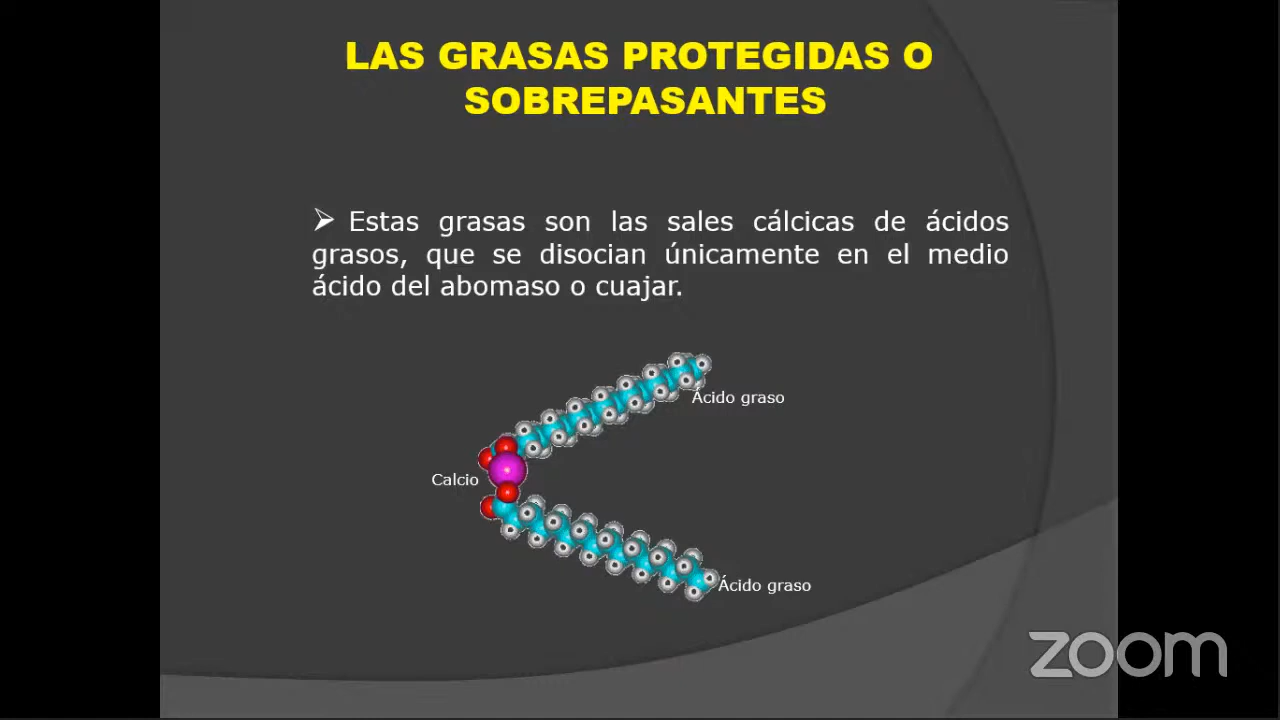 LAS GRASAS PROTEGIDAS O
SOBREPASANTES
Estas grasas son las sales cálcicas de ácidos
grasos, que se disocian únicamente en el medio
ácido del abomaso o cuajar.
Ácido graso
Calcio
Ácido graso
zoom